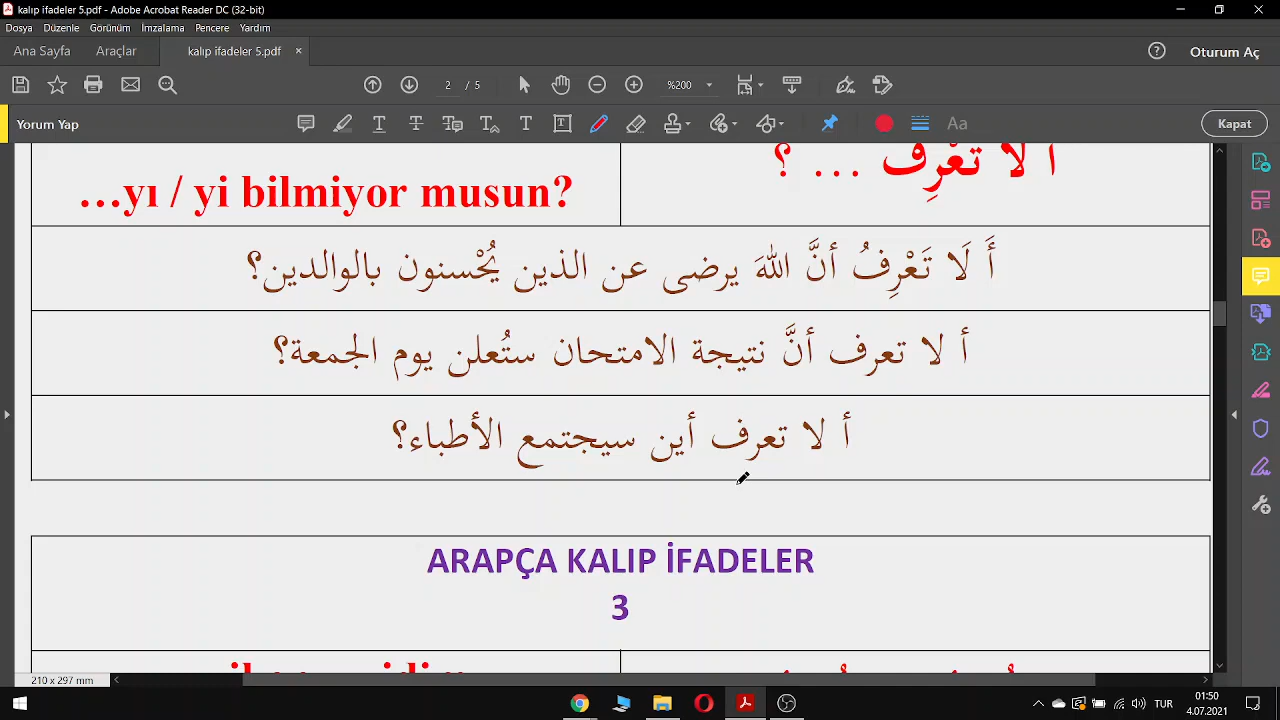 kalıp ifadeler 5.pdf - Adobe Acrobat Reader DC (32-bit)
Dosya Düzenle Görünüm İmzalama Pencere Yardım
Ana Sayfa Araçlar kalıp ifadeler 5.pdf × Oturum Aç
2 / 5 %200
Yorum Yap Kapat
…yı / yi bilmiyor musun?
أ لا تعْرِف ... ؟
أَ لَا تَعْرِفُ أنَّ اللهَ يرضى عن الذين يُحْسنون بالوالدين؟
أ لا تعرف أنَّ نتيجة الامتحان ستُعلن يوم الجمعة؟
أ لا تعرف أين سيجتمع الأطباء؟
ARAPÇA KALIP İFADELER
3
210 x 297 mm
TUR
01:50
4.07.2021